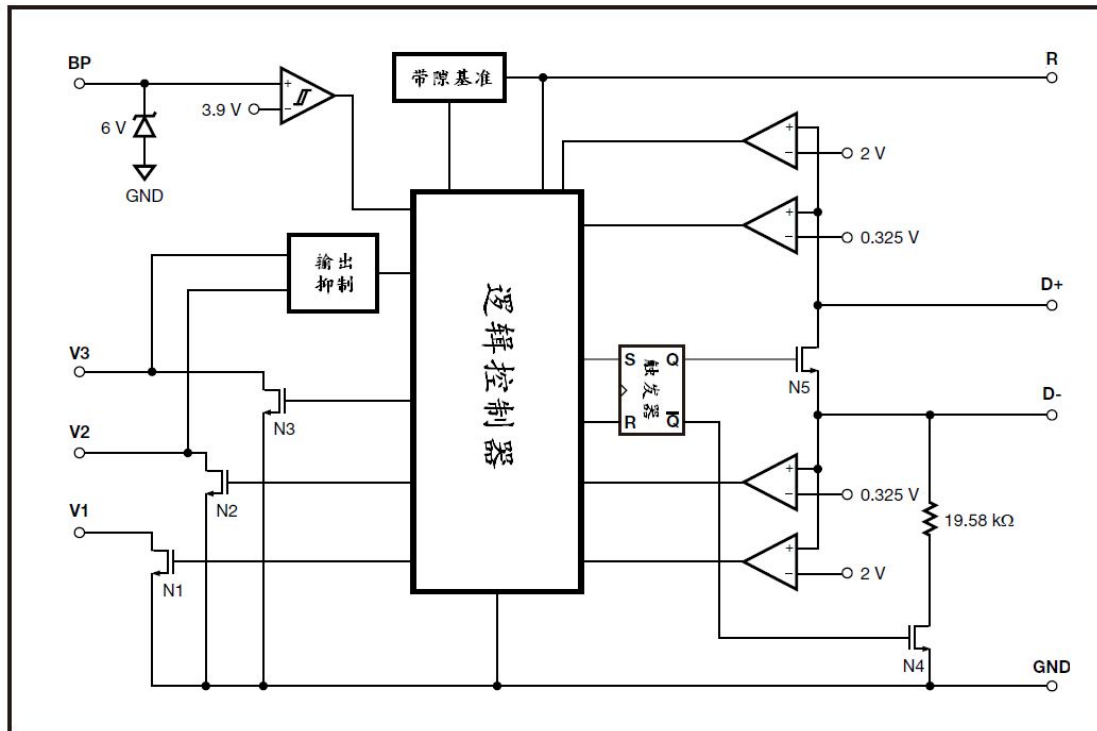 BP
带隙基准
R
3.9 V
+
−
6 V
GND
+
−
2 V
+
−
0.325 V
输出
抑制
逻辑控制器
D+
V3
S
Q
触发器
R
Q̅
N5
D-
N3
V2
N2
+
−
0.325 V
19.58 kΩ
V1
N1
+
−
2 V
N4
GND